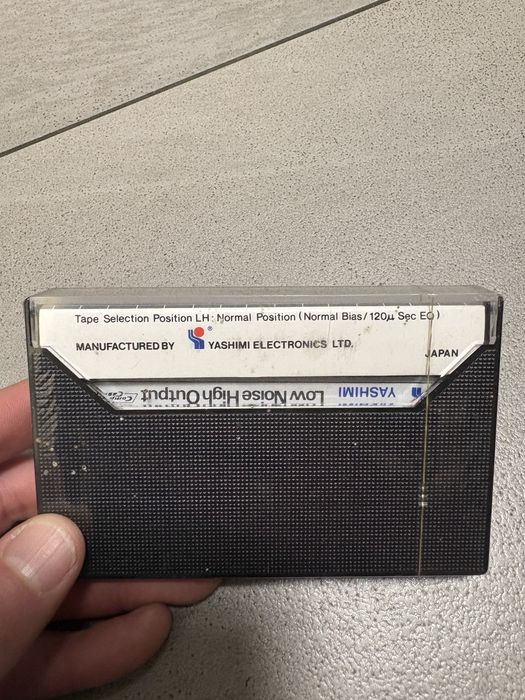 Tape Selection Position LH: Normal Position (Normal Bias/120μ Sec EQ)
MANUFACTURED BY YASHIMI ELECTRONICS LTD.
JAPAN
YASHIMI Low Noise High Output